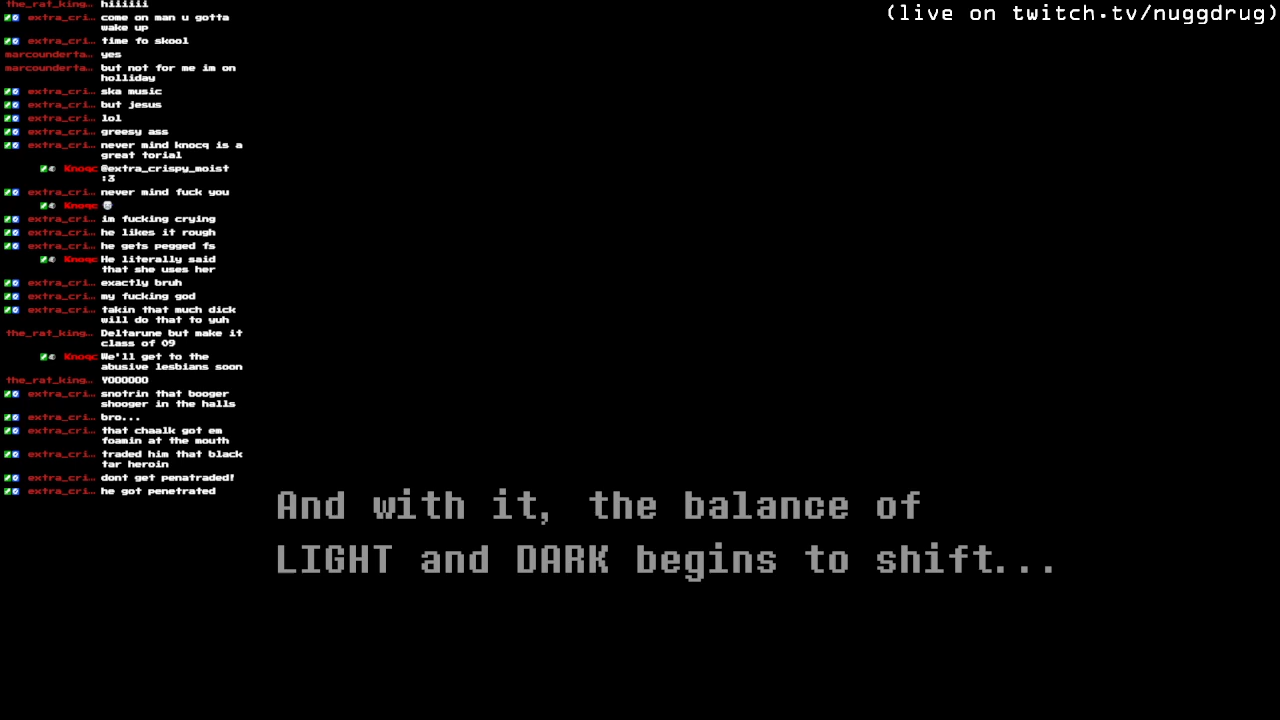 the_rat_king… hiiiiii
(live on twitch.tv/nuggdrug)
extra_cri… come on man u gotta
wake up
extra_cri… time fo skool
marcounderta… yes
marcounderta… but not for me im on
holliday
extra_cri… ska music
extra_cri… but jesus
extra_cri… lol
extra_cri… greesy ass
extra_cri… never mind knocq is a
great torial
Knoqc @extra_crispy_moist
:3
extra_cri… never mind fuck you
Knoqc
extra_cri… im fucking crying
extra_cri… he likes it rough
extra_cri… he gets pegged fs
Knoqc He literally said
that she uses her
extra_cri… exactly bruh
extra_cri… my fucking god
extra_cri… takin that much dick
will do that to yuh
the_rat_king… Deltarune but make it
class of 09
Knoqc We'll get to the
abusive lesbians soon
the_rat_king… YOOOOOO
extra_cri… snotrin that booger
shooger in the halls
extra_cri… bro...
extra_cri… that chaalk got em
foamin at the mouth
extra_cri… traded him that black
tar heroin
extra_cri… dont get penatraded!
extra_cri… he got penetrated
And with it, the balance of
LIGHT and DARK begins to shift...